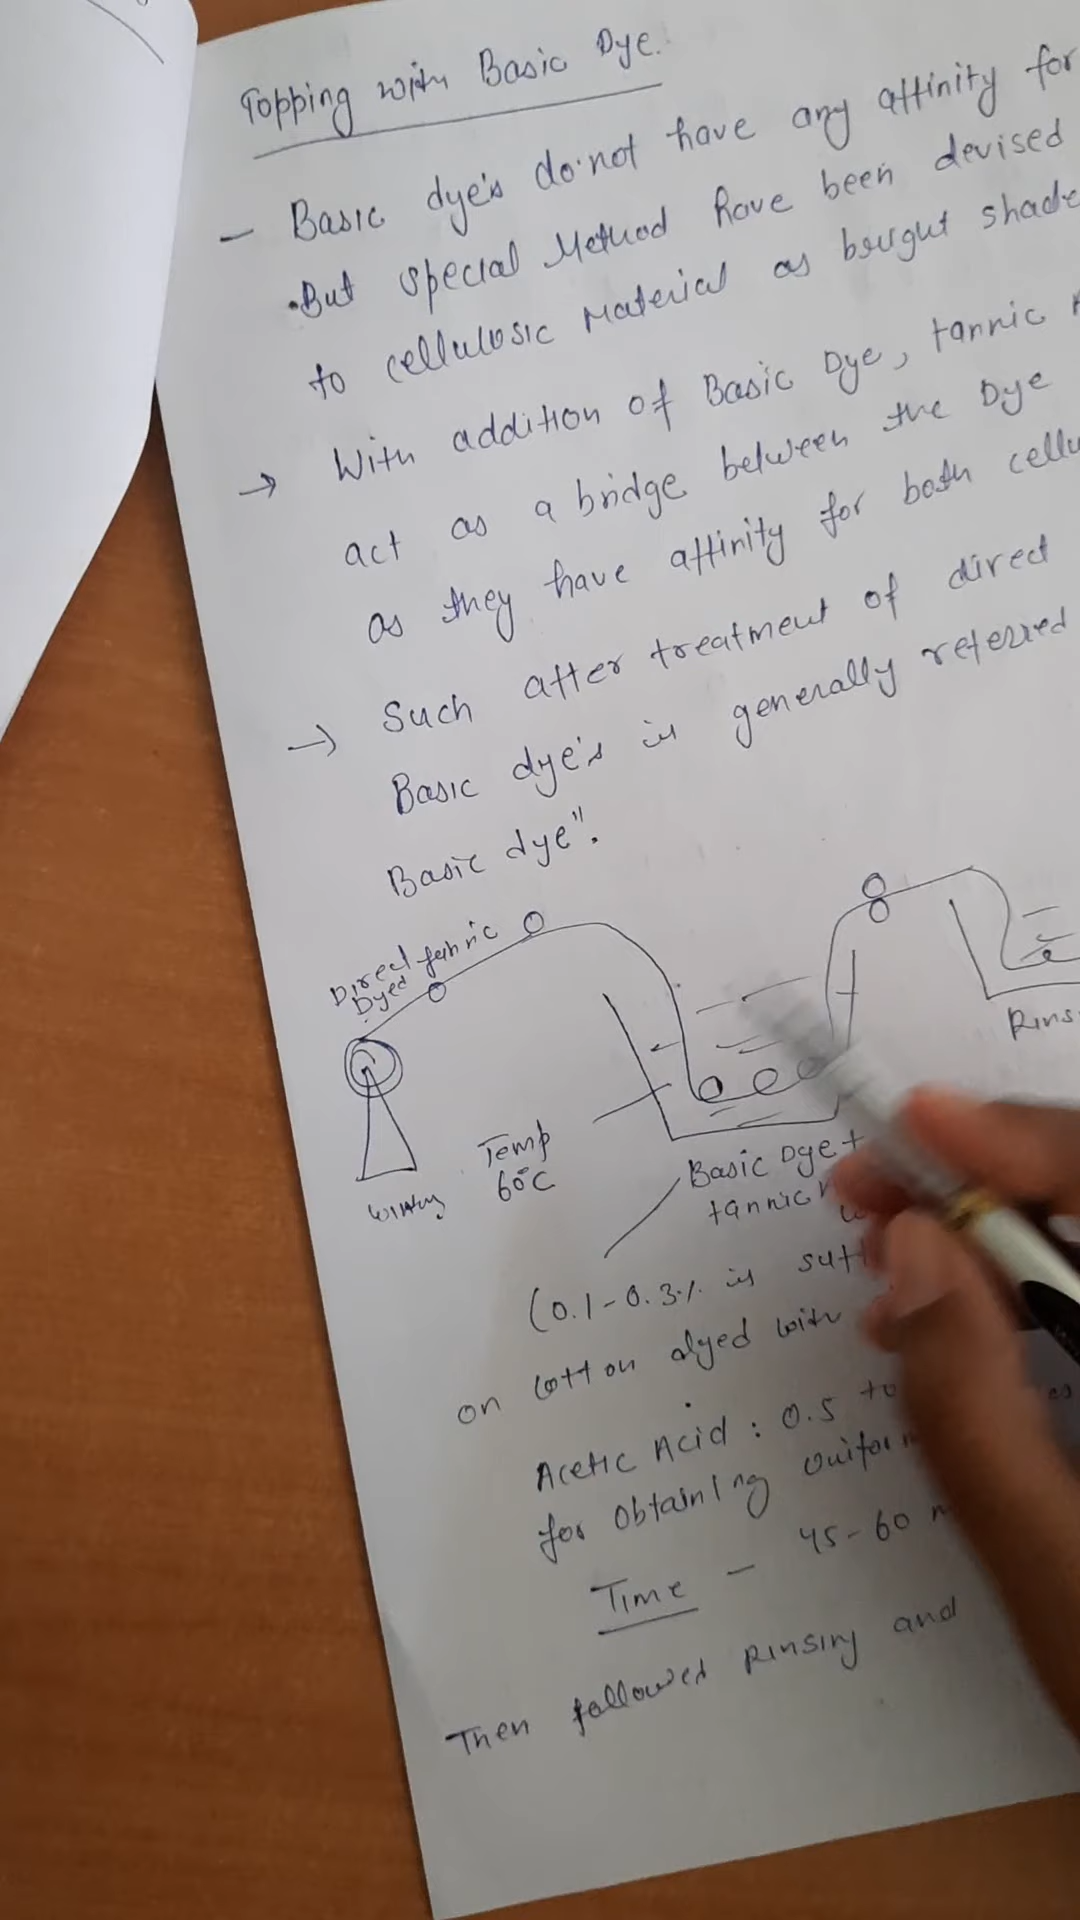 Topping with Basic Dye.
- Basic dye's do not have any affinity for
But special Method have been devised
to cellulosic Material as bright shade
→ With addition of Basic Dye, tannic
act as a bridge between the Dye
as they have affinity for both cellu
→ Such after treatment of direct
Basic dye's is generally referred
Basic dye".
Direct fabric
Dyed
Rins
Temp
60°C
Basic Dye +
tannic
(0.1-0.3% is suff
on cotton dyed with
Acetic Acid : 0.5 to
for obtaining unifor
Time - 45-60 m
Then followed Rinsing and